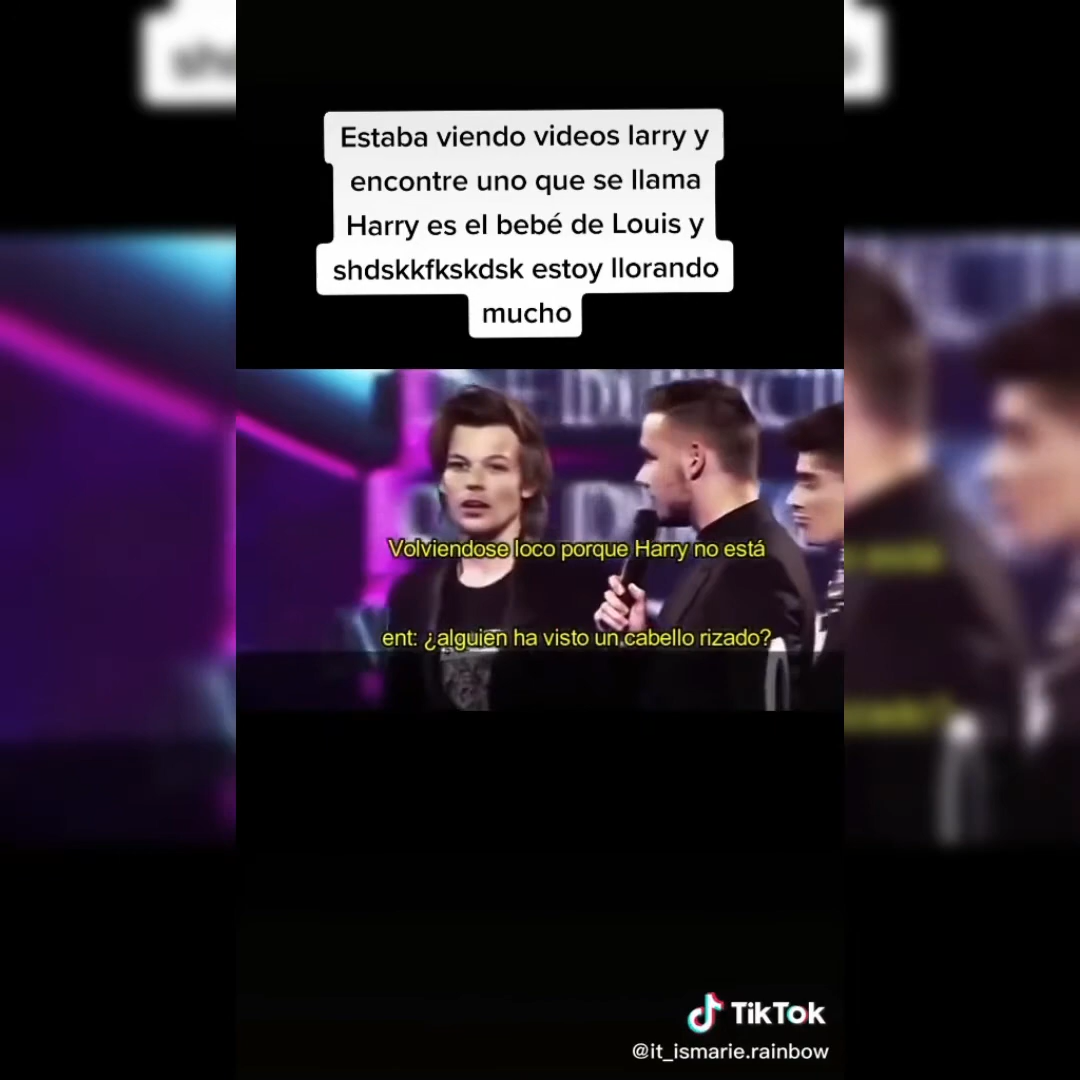 Estaba viendo videos larry y
encontre uno que se llama
Harry es el bebé de Louis y
shdskkfkskdsk estoy llorando
mucho
Volviendose loco porque Harry no está
ent: ¿alguien ha visto un cabello rizado?
TikTok
@it_ismarie.rainbow